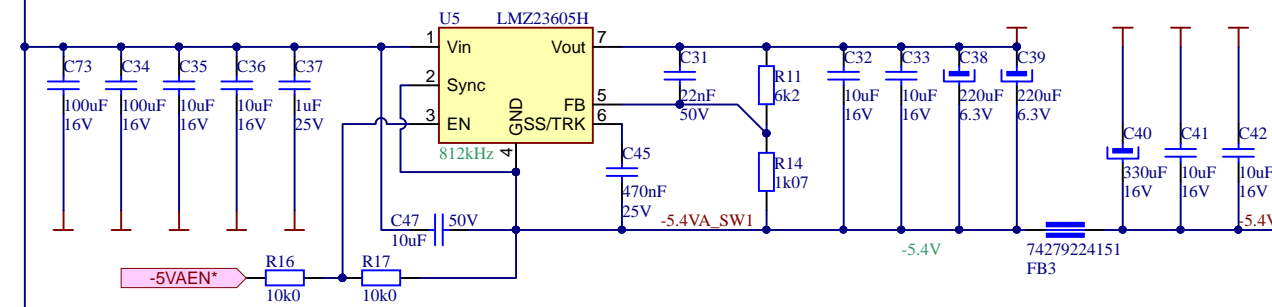 U5 LMZ23605H
1 Vin Vout 7
2 Sync
FB 5
3 EN SS/TRK 6
GND
4
812kHz
C73
100uF
16V
C34
100uF
16V
C35
10uF
16V
C36
10uF
16V
C37
1uF
25V
C31
22nF
50V
R11
6k2
C32
10uF
16V
C33
10uF
16V
C38
220uF
6.3V
C39
220uF
6.3V
C40
330uF
16V
C41
10uF
16V
C42
10uF
16V
C45
470nF
25V
R14
1k07
C47 50V
10uF
-5.4VA_SW1
-5.4V
-5.4V
74279224151
FB3
-5VAEN*
R16
10k0
R17
10k0